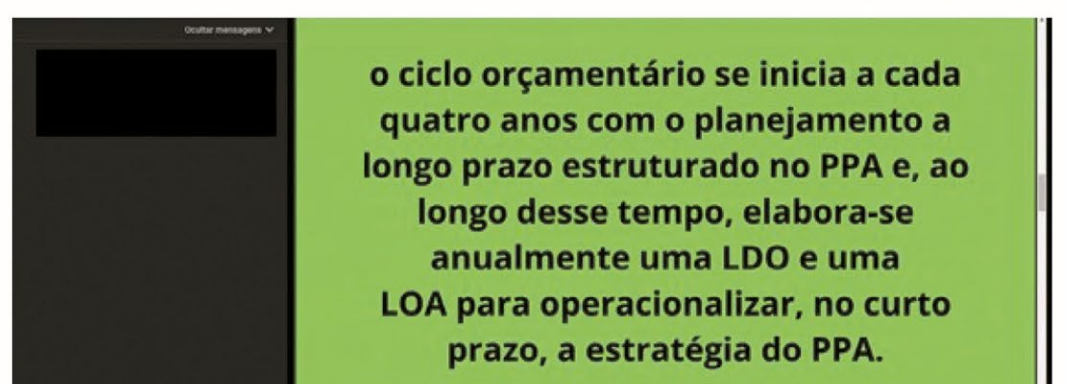 Ocultar mensagens
o ciclo orçamentário se inicia a cada
quatro anos com o planejamento a
longo prazo estruturado no PPA e, ao
longo desse tempo, elabora-se
anualmente uma LDO e uma
LOA para operacionalizar, no curto
prazo, a estratégia do PPA.